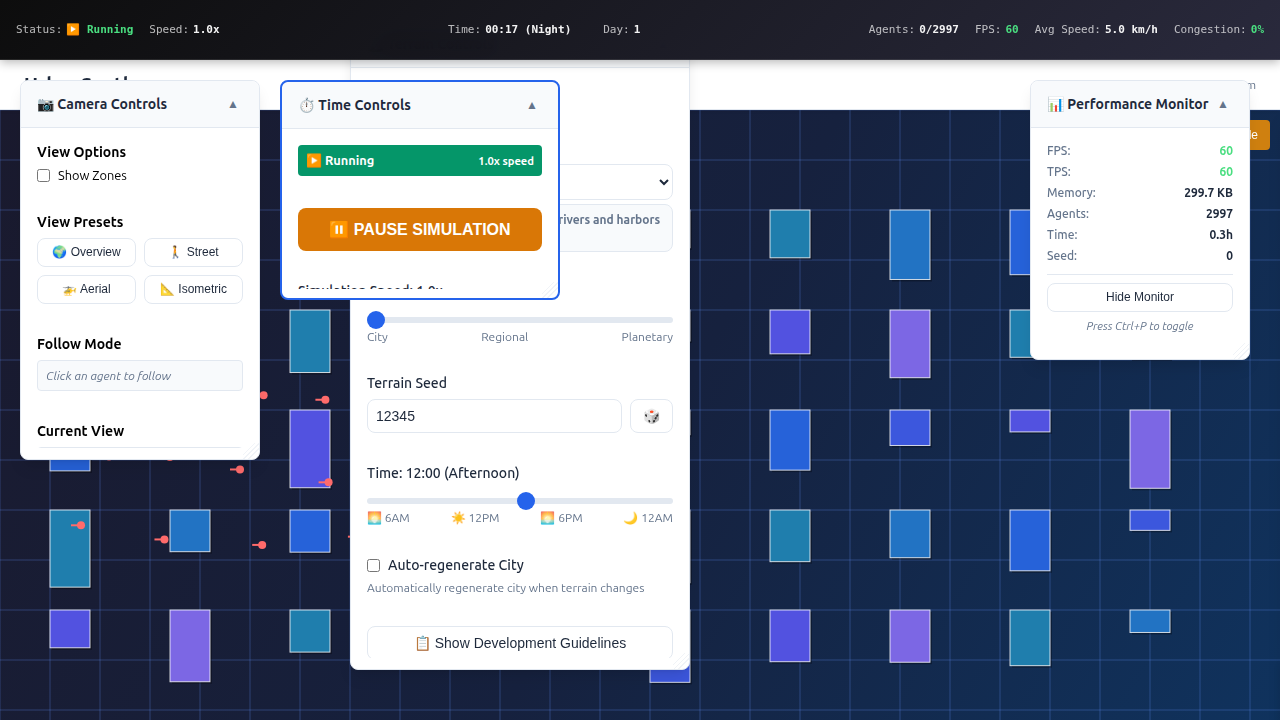 Status: ▶️ Running Speed: 1.0x Time: 00:17 (Night) Day: 1 Agents: 0/2997 FPS: 60 Avg Speed: 5.0 km/h Congestion: 0%
📷 Camera Controls ▲
View Options
Show Zones
View Presets
🌍 Overview 🚶 Street
🚁 Aerial 📐 Isometric
Follow Mode
Click an agent to follow
Current View
⏱️ Time Controls ▲
▶️ Running 1.0x speed
⏸️ PAUSE SIMULATION
Simulation Speed: 1.0x
rivers and harbors
City Regional Planetary
Terrain Seed
12345 🎲
Time: 12:00 (Afternoon)
🌅 6AM ☀️ 12PM 🌅 6PM 🌙 12AM
Auto-regenerate City
Automatically regenerate city when terrain changes
📋 Show Development Guidelines
📊 Performance Monitor ▲
FPS: 60
TPS: 60
Memory: 299.7 KB
Agents: 2997
Time: 0.3h
Seed: 0
Hide Monitor
Press Ctrl+P to toggle